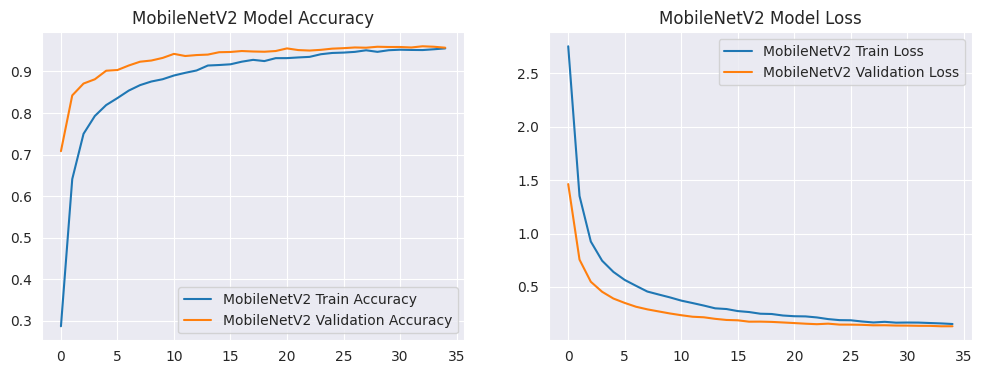 MobileNetV2 Model Accuracy
0.9
0.8
0.7
0.6
0.5
0.4
0.3
0 5 10 15 20 25 30 35
MobileNetV2 Train Accuracy
MobileNetV2 Validation Accuracy
MobileNetV2 Model Loss
2.5
2.0
1.5
1.0
0.5
0 5 10 15 20 25 30 35
MobileNetV2 Train Loss
MobileNetV2 Validation Loss